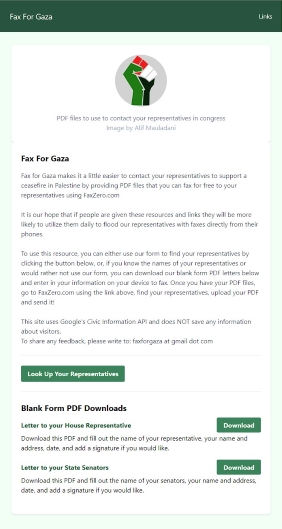 Fax For Gaza
Links
PDF files to use to contact your representatives in congress
Image by Alif Mauladani
Fax For Gaza
Fax for Gaza makes it a little easier to contact your representatives to support a
ceasefire in Palestine by providing PDF files that you can fax for free to your
representatives using FaxZero.com
It is our hope that if people are given these resources and links they will be more
likely to utilize them daily to flood our representatives with faxes directly from their
phones.
To use this resource, you can either use our form to find your representatives by
clicking the button below, or, if you know the names of your representatives or
would rather not use our form, you can download our blank form PDF letters below
and enter in your information on your device to fax. Once you have your PDF files,
go to FaxZero.com using the link above, find your representatives, upload your PDF
and send it!
This site uses Google's Civic Information API and does NOT save any information
about visitors.
To share any feedback, please write to: faxforgaza at gmail dot com
Look Up Your Representatives
Blank Form PDF Downloads
Letter to your House Representative
Download
Download this PDF and fill out the name of your representative, your name and
address, date, and add a signature if you would like.
Letter to your State Senators
Download
Download this PDF and fill out the name of your senators, your name and address,
date, and add a signature if you would like.